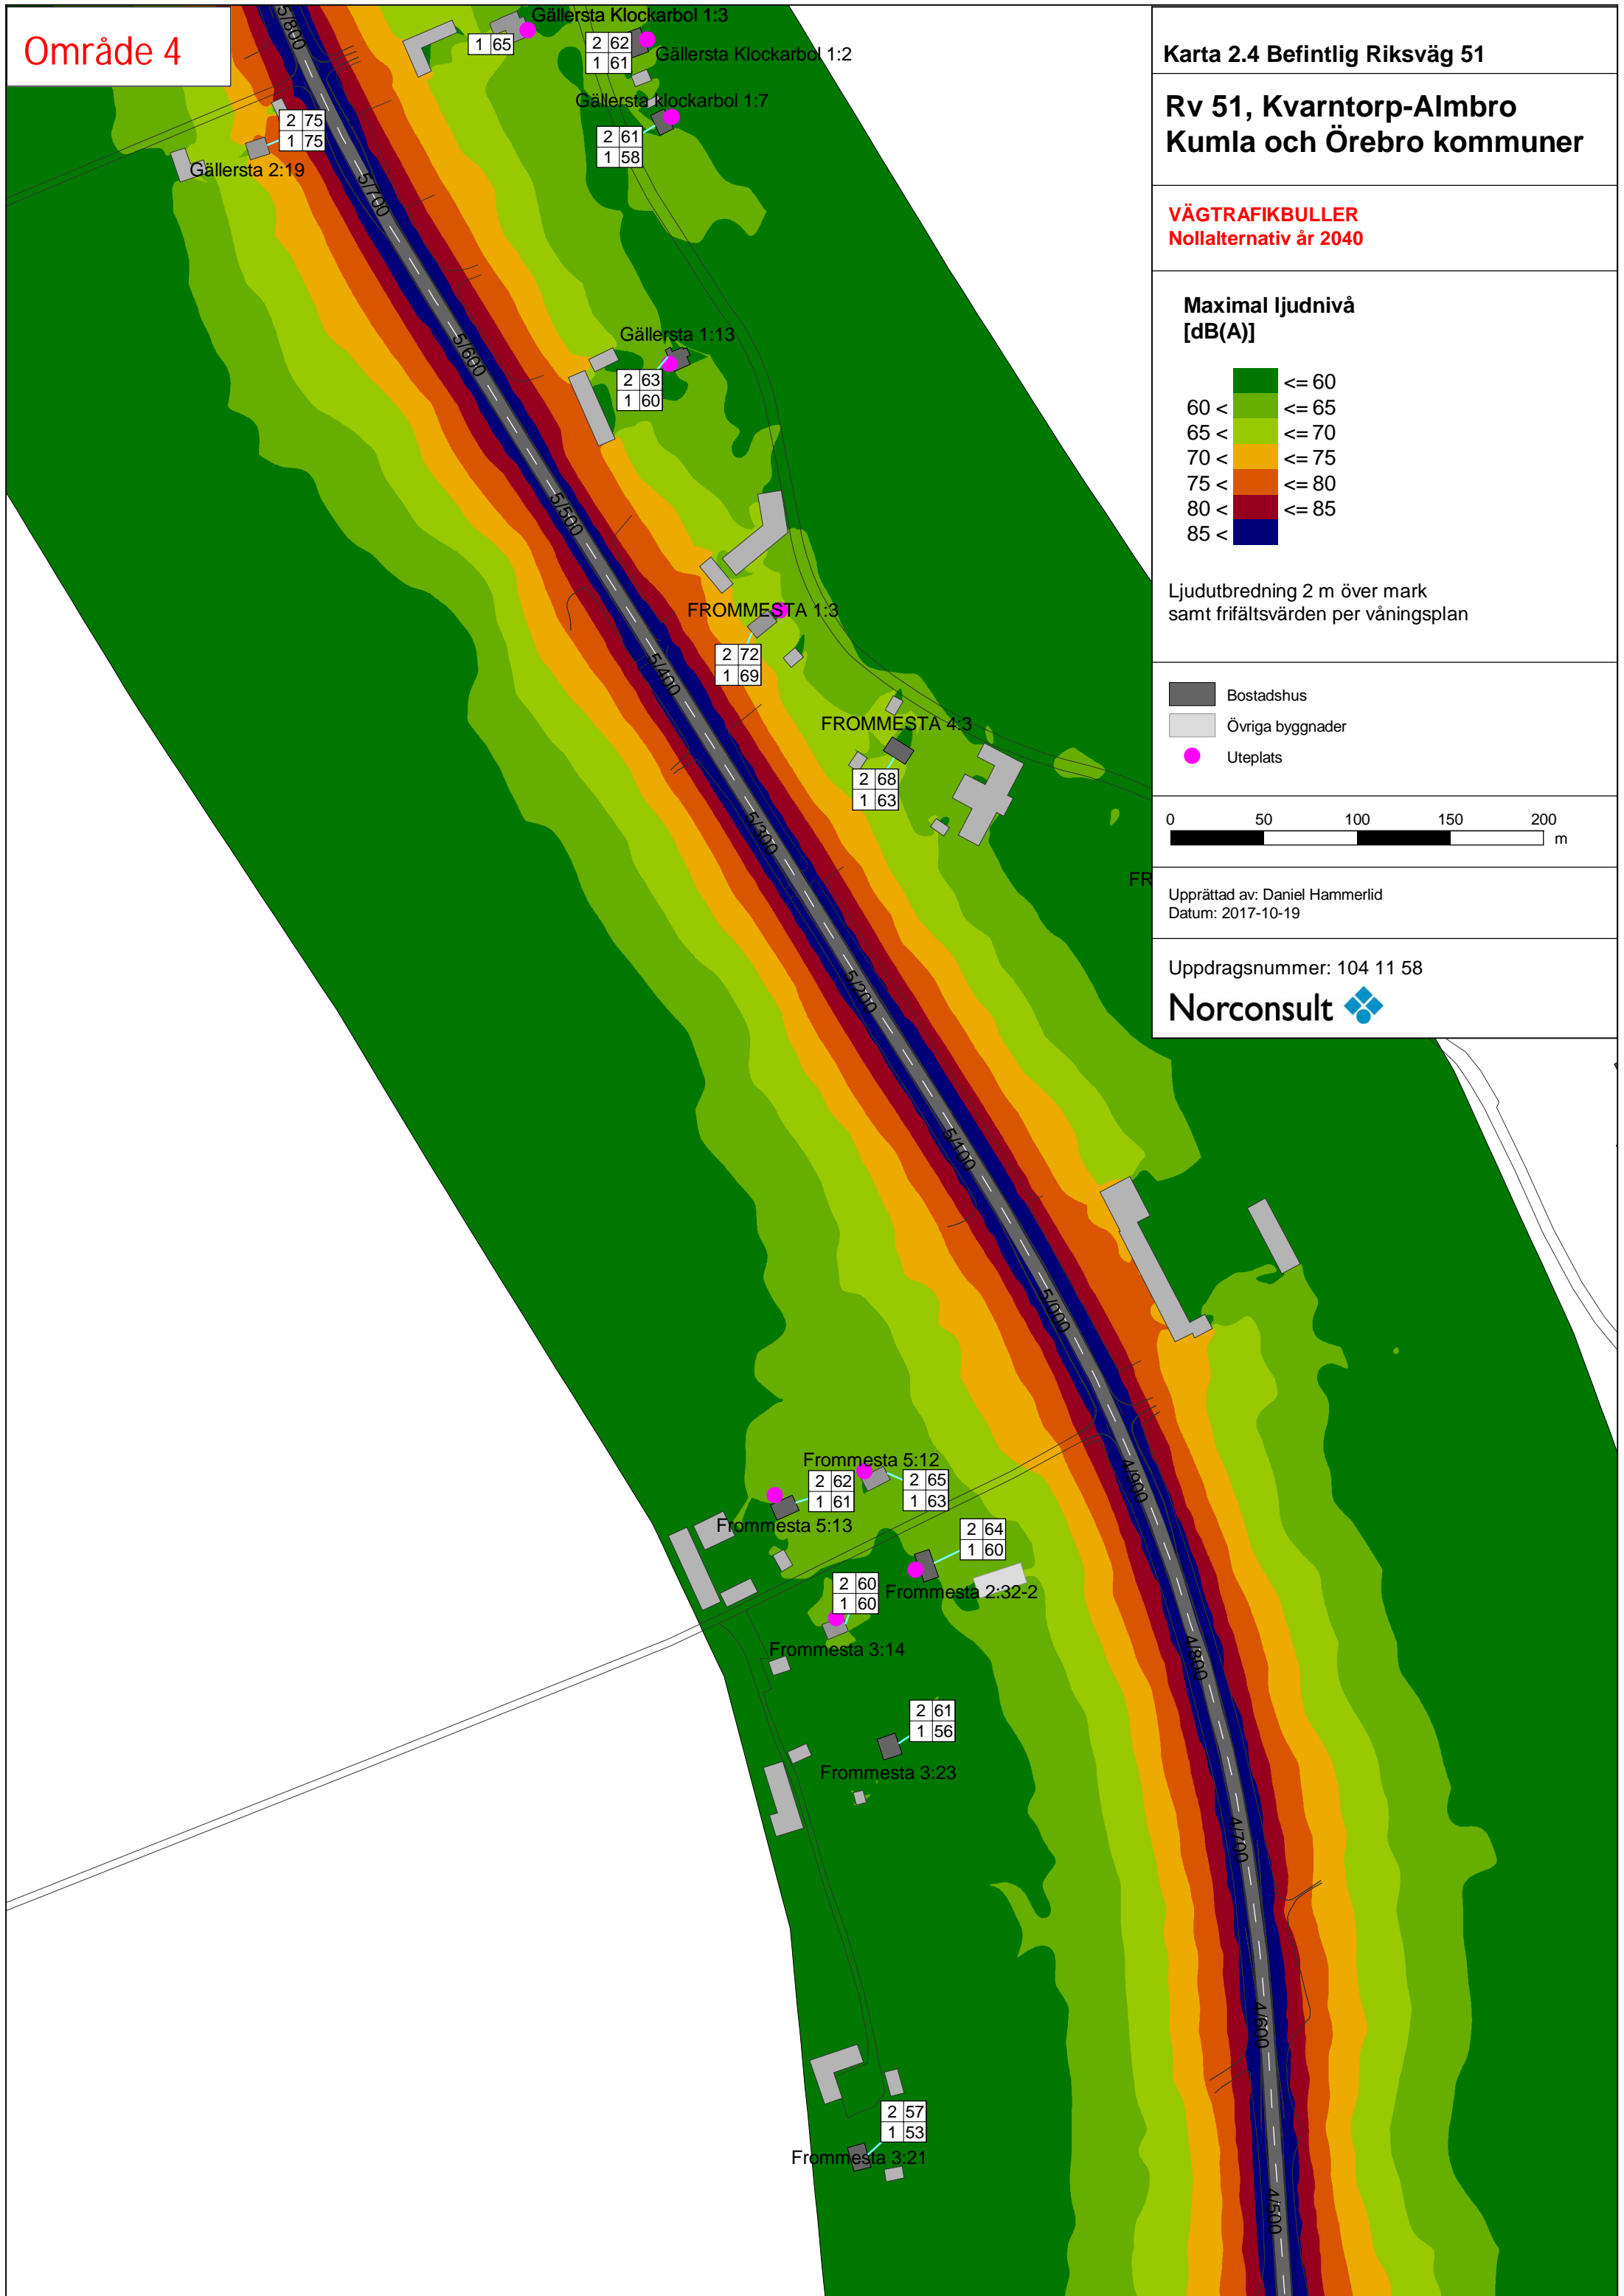 Område 4
Karta 2.4 Befintlig Riksväg 51
Rv 51, Kvarntorp-Almbro
Kumla och Örebro kommuner
VÄGTRAFIKBULLER
Nollalternativ år 2040
Maximal ljudnivå
[dB(A)]
<= 60
60 < <= 65
65 < <= 70
70 < <= 75
75 < <= 80
80 < <= 85
85 <
Ljudutbredning 2 m över mark
samt frifältsvärden per våningsplan
Bostadshus
Övriga byggnader
Uteplats
0 50 100 150 200
m
Upprättad av: Daniel Hammerlid
Datum: 2017-10-19
Uppdragsnummer: 104 11 58
Norconsult
5/800
Gällersta Klockarbol 1:3
1 65
2 62
1 61
Gällersta Klockarbol 1:2
Gällersta klockarbol 1:7
2 61
1 58
2 75
1 75
Gällersta 2:19
5/700
Gällersta 1:13
2 63
1 60
5/600
5/500
FROMMESTA 1:3
2 72
1 69
5/400
FROMMESTA 4:3
2 68
1 63
5/300
FR
5/200
5/100
5/000
Frommesta 5:12
2 62
1 61
2 65
1 63
4/900
Frommesta 5:13
2 64
1 60
Frommesta 2:32-2
2 60
1 60
Frommesta 3:14
4/800
2 61
1 56
Frommesta 3:23
4/700
4/600
2 57
1 53
Frommesta 3:21
4/500